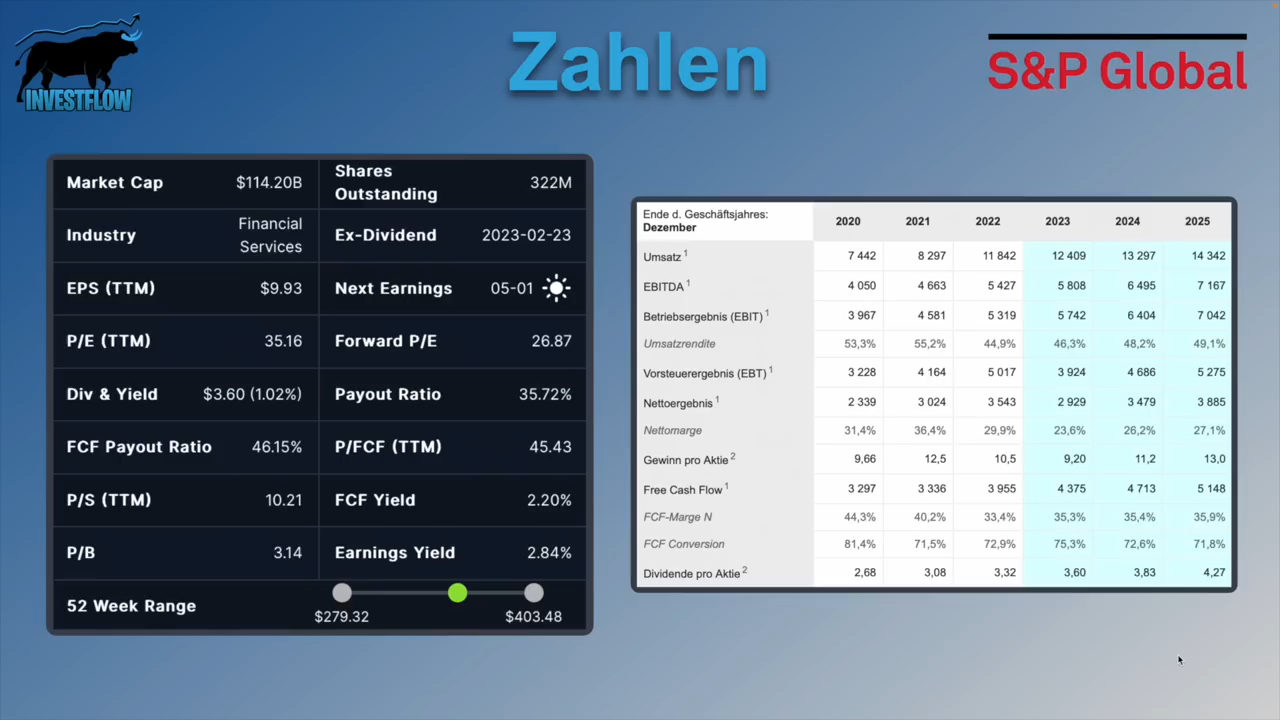 Zahlen
INVESTFLOW
S&P Global
Market Cap $114.20B
Shares Outstanding 322M
Industry Financial Services
Ex-Dividend 2023-02-23
EPS (TTM) $9.93
Next Earnings 05-01
P/E (TTM) 35.16
Forward P/E 26.87
Div & Yield $3.60 (1.02%)
Payout Ratio 35.72%
FCF Payout Ratio 46.15%
P/FCF (TTM) 45.43
P/S (TTM) 10.21
FCF Yield 2.20%
P/B 3.14
Earnings Yield 2.84%
52 Week Range
$279.32 $403.48
Ende d. Geschäftsjahres:
Dezember 2020 2021 2022 2023 2024 2025
Umsatz 1 7 442 8 297 11 842 12 409 13 297 14 342
EBITDA 1 4 050 4 663 5 427 5 808 6 495 7 167
Betriebsergebnis (EBIT) 1 3 967 4 581 5 319 5 742 6 404 7 042
Umsatzrendite 53,3% 55,2% 44,9% 46,3% 48,2% 49,1%
Vorsteuerergebnis (EBT) 1 3 228 4 164 5 017 3 924 4 686 5 275
Nettoergebnis 1 2 339 3 024 3 543 2 929 3 479 3 885
Nettomarge 31,4% 36,4% 29,9% 23,6% 26,2% 27,1%
Gewinn pro Aktie 2 9,66 12,5 10,5 9,20 11,2 13,0
Free Cash Flow 1 3 297 3 336 3 955 4 375 4 713 5 148
FCF-Marge N 44,3% 40,2% 33,4% 35,3% 35,4% 35,9%
FCF Conversion 81,4% 71,5% 72,9% 75,3% 72,6% 71,8%
Dividende pro Aktie 2 2,68 3,08 3,32 3,60 3,83 4,27